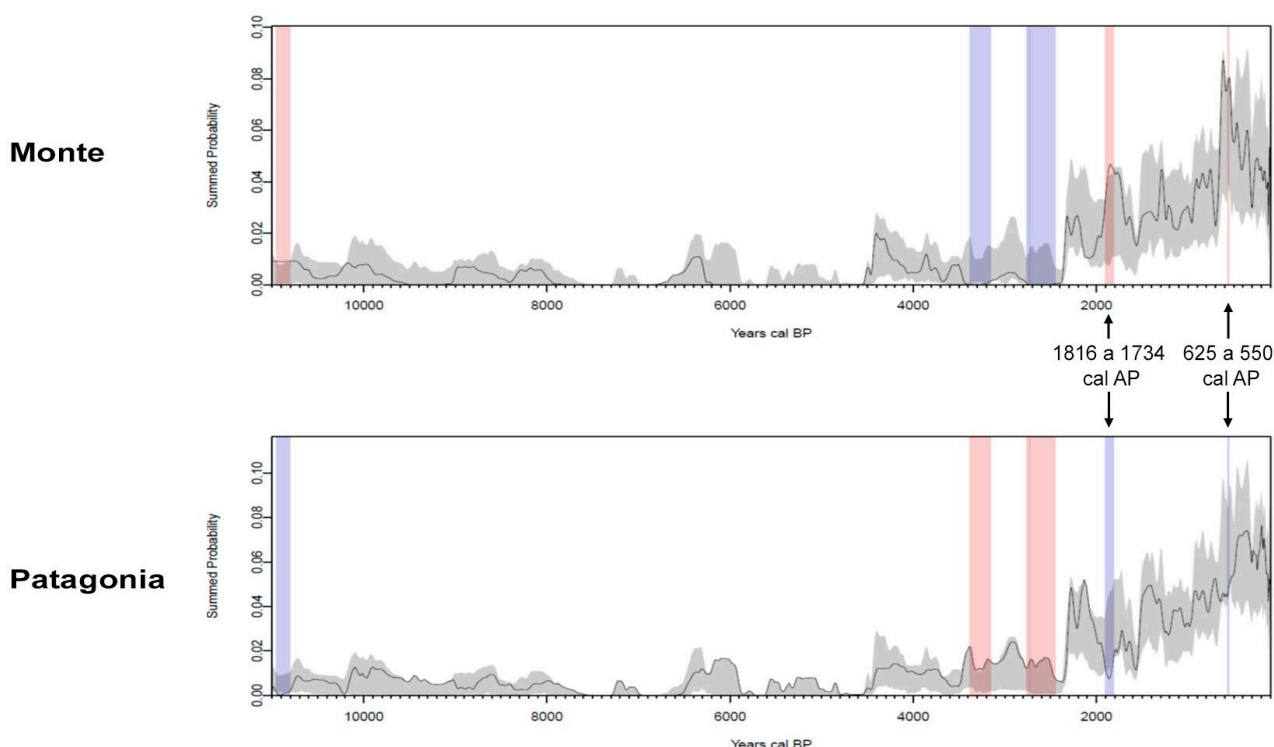 Monte
Summed Probability
0.00 0.02 0.04 0.06 0.08 0.10
10000 8000 6000 4000 2000
Years cal BP
1816 a 1734
cal AP
625 a 550
cal AP
Patagonia
Summed Probability
0.00 0.02 0.04 0.06 0.08 0.10
10000 8000 6000 4000 2000
Years cal BP